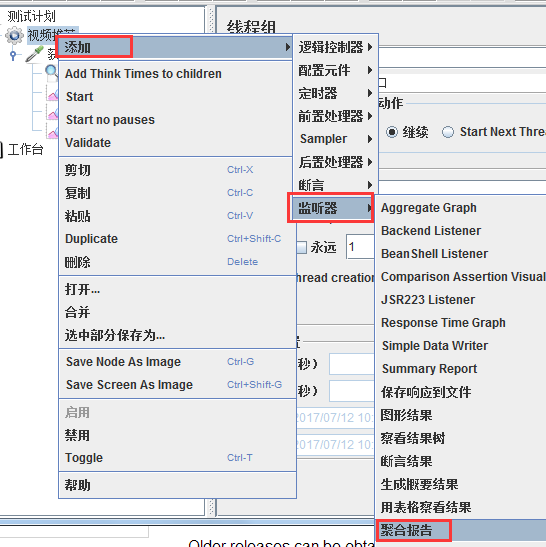 测试计划
线程组
视频推荐
添加
Add Think Times to children
Start
Start no pauses
Validate
剪切 Ctrl-X
复制 Ctrl-C
粘贴 Ctrl-V
Duplicate Ctrl+Shift-C
删除 Delete
打开...
合并
选中部分保存为...
Save Node As Image Ctrl-G
Save Screen As Image Ctrl+Shift-G
启用
禁用
Toggle Ctrl-T
帮助
工作台
逻辑控制器
配置元件
定时器
前置处理器
Sampler
后置处理器
断言
监听器
动作
继续 Start Next Threa
永远 1
hread creation
秒）
秒）
2017/07/12 10:
2017/07/12 10:
Aggregate Graph
Backend Listener
BeanShell Listener
Comparison Assertion Visual
JSR223 Listener
Response Time Graph
Simple Data Writer
Summary Report
保存响应到文件
图形结果
察看结果树
断言结果
生成概要结果
用表格察看结果
聚合报告
Older releases can be obta